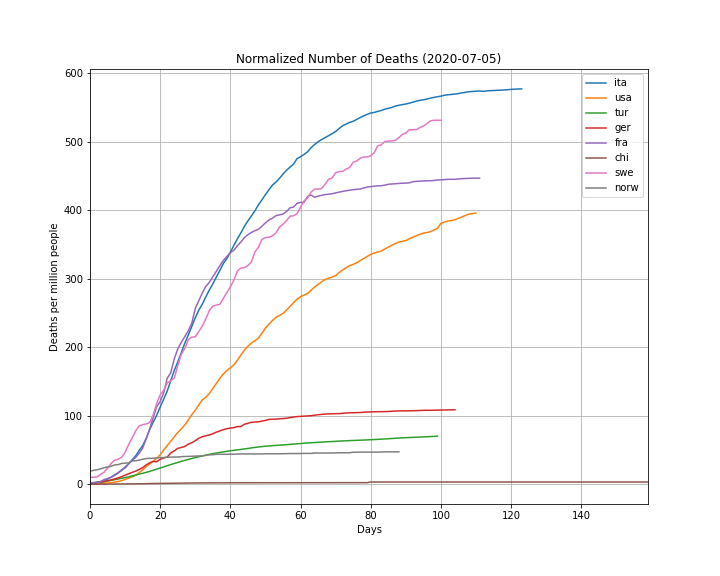 Normalized Number of Deaths (2020-07-05)
600
500
400
300
200
100
0
Deaths per million people
0 20 40 60 80 100 120 140
Days
ita
usa
tur
ger
fra
chi
swe
norw